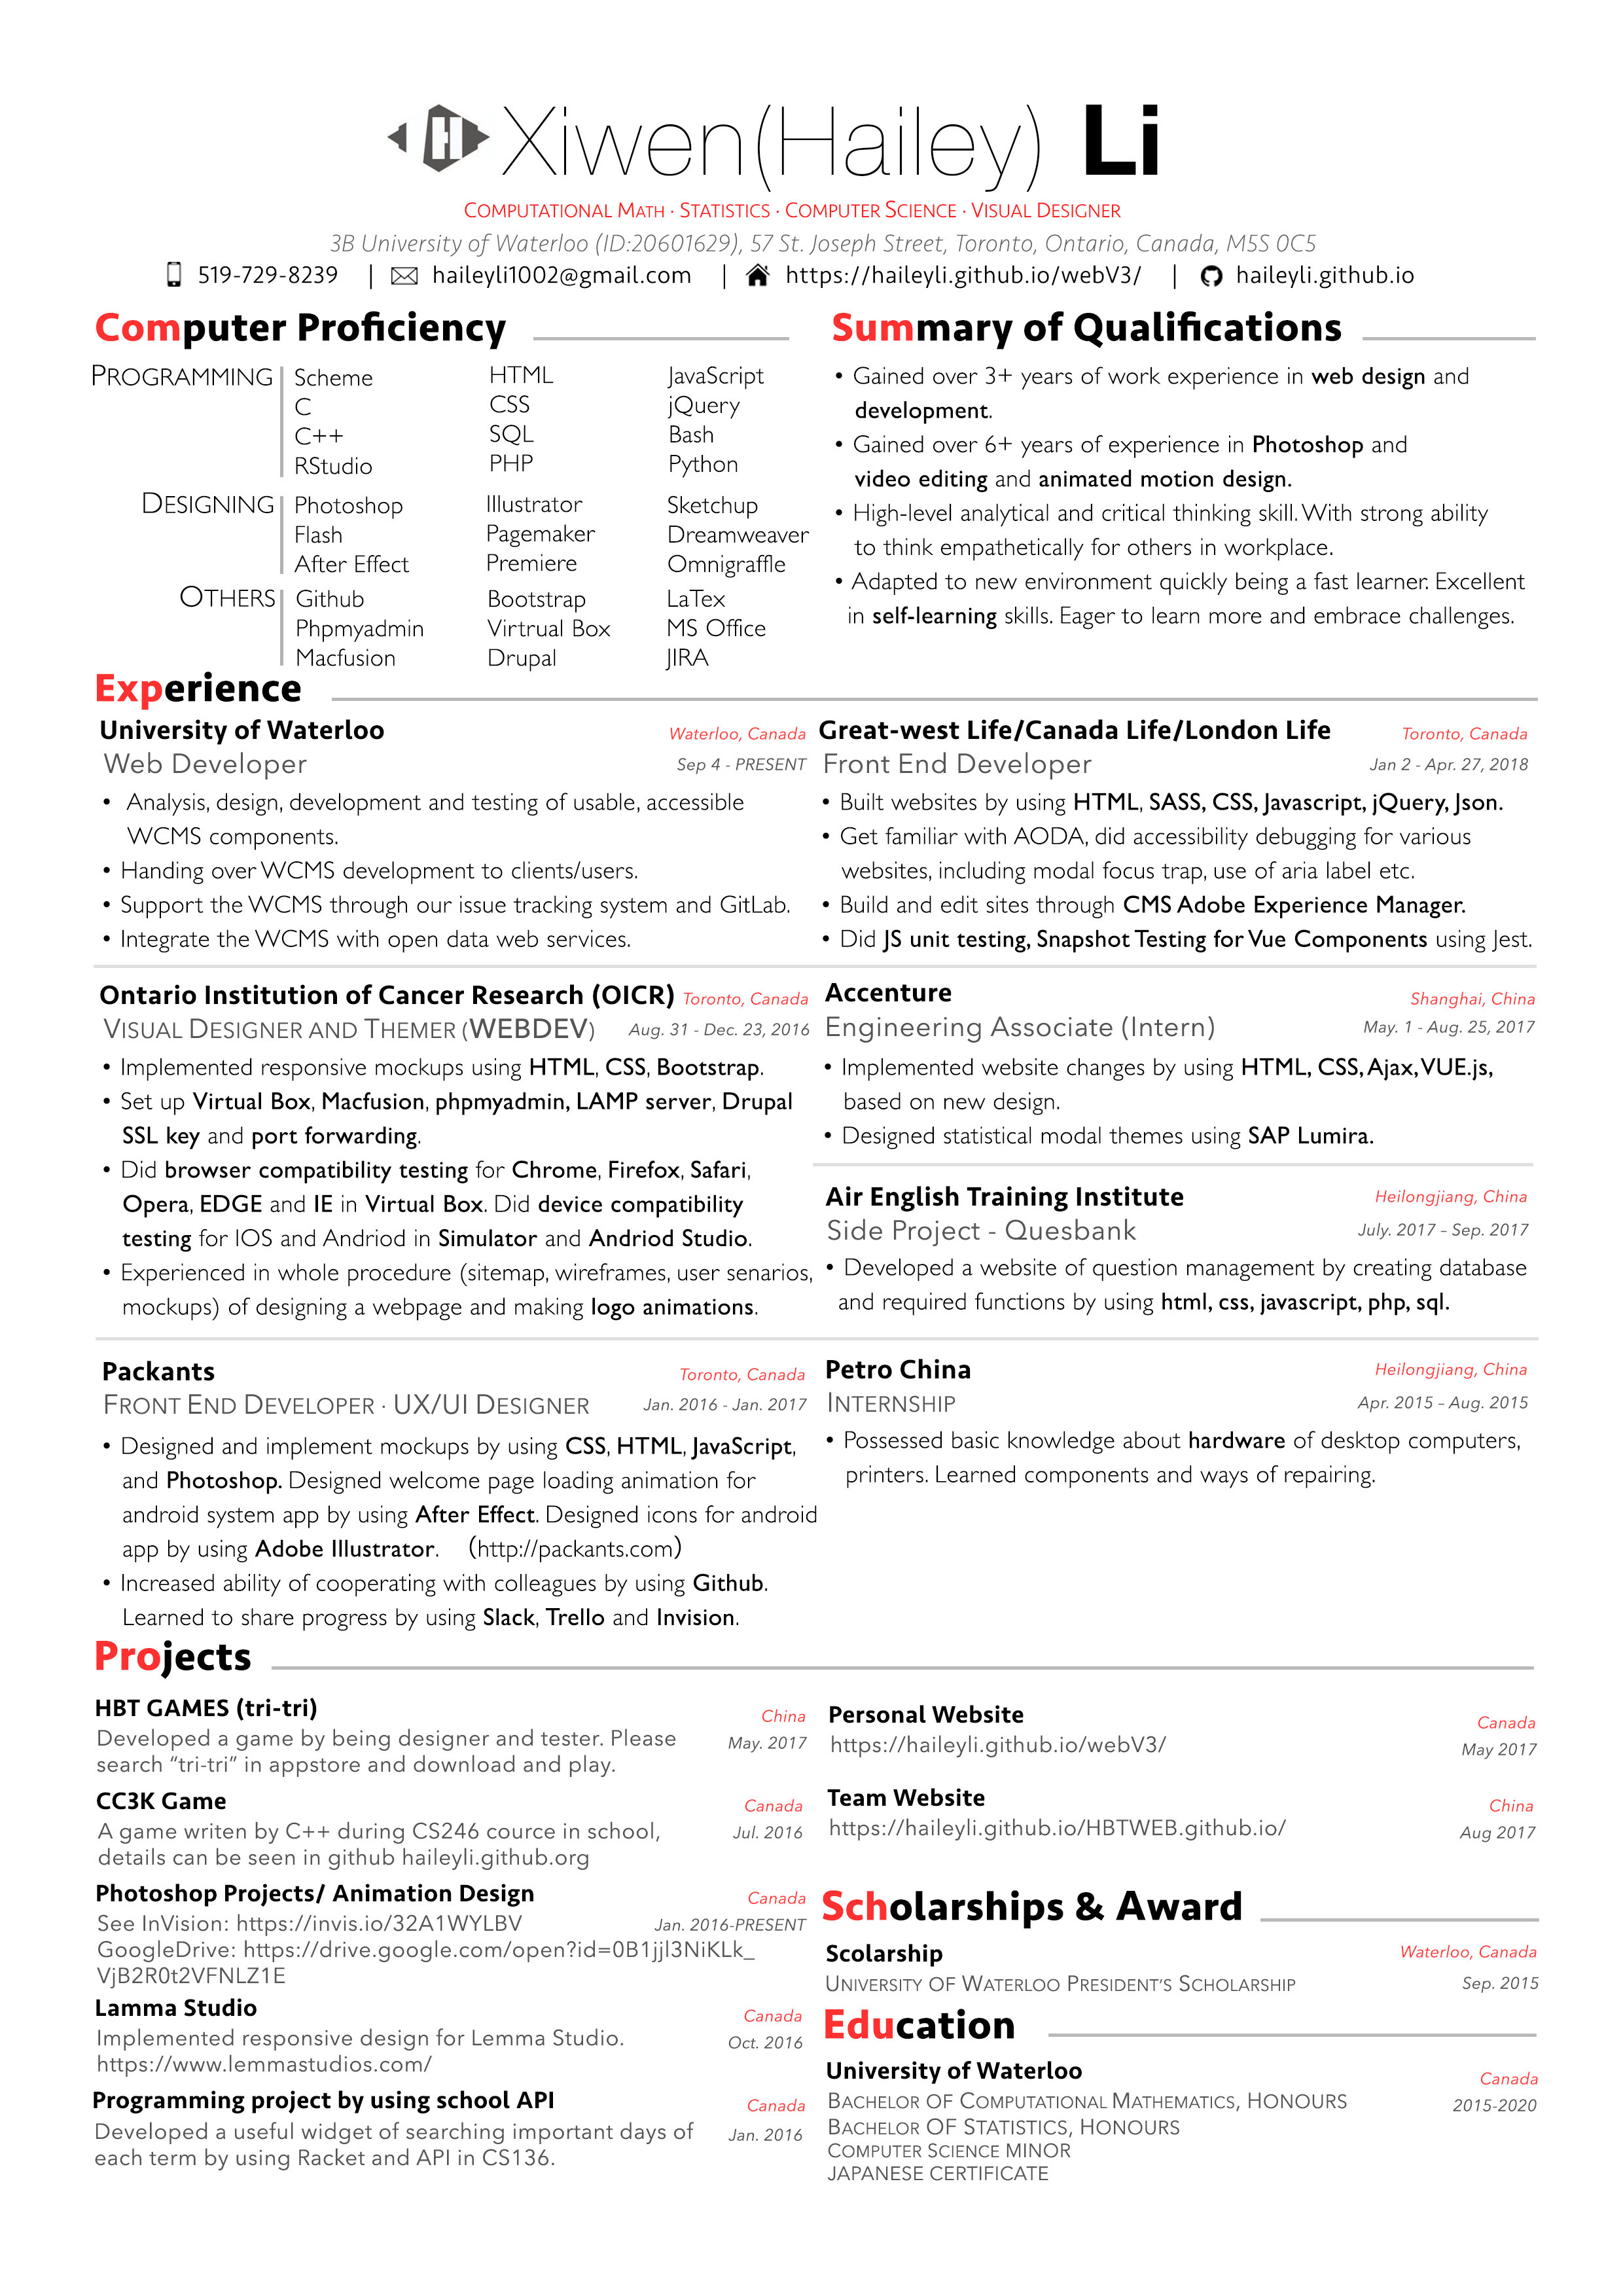 Xiwen(Hailey) Li
Computational Math · Statistics · Computer Science · Visual Designer
3B University of Waterloo (ID:20601629), 57 St. Joseph Street, Toronto, Ontario, Canada, M5S 0C5
519-729-8239 | haileyli1002@gmail.com | https://haileyli.github.io/webV3/ | haileyli.github.io
Computer Proficiency
Programming
Scheme HTML JavaScript
C CSS jQuery
C++ SQL Bash
RStudio PHP Python
Designing
Photoshop Illustrator Sketchup
Flash Pagemaker Dreamweaver
After Effect Premiere Omnigraffle
Others
Github Bootstrap LaTex
Phpmyadmin Virtrual Box MS Office
Macfusion Drupal JIRA
Summary of Qualifications
• Gained over 3+ years of work experience in web design and
development.
• Gained over 6+ years of experience in Photoshop and
video editing and animated motion design.
• High-level analytical and critical thinking skill. With strong ability
to think empathetically for others in workplace.
• Adapted to new environment quickly being a fast learner. Excellent
in self-learning skills. Eager to learn more and embrace challenges.
Experience
University of Waterloo Waterloo, Canada
Web Developer Sep 4 - PRESENT
• Analysis, design, development and testing of usable, accessible
WCMS components.
• Handing over WCMS development to clients/users.
• Support the WCMS through our issue tracking system and GitLab.
• Integrate the WCMS with open data web services.
Great-west Life/Canada Life/London Life Toronto, Canada
Front End Developer Jan 2 - Apr. 27, 2018
• Built websites by using HTML, SASS, CSS, Javascript, jQuery, Json.
• Get familiar with AODA, did accessibility debugging for various
websites, including modal focus trap, use of aria label etc.
• Build and edit sites through CMS Adobe Experience Manager.
• Did JS unit testing, Snapshot Testing for Vue Components using Jest.
Ontario Institution of Cancer Research (OICR) Toronto, Canada
Visual Designer and Themer (WEBDEV) Aug. 31 - Dec. 23, 2016
• Implemented responsive mockups using HTML, CSS, Bootstrap.
• Set up Virtual Box, Macfusion, phpmyadmin, LAMP server, Drupal
SSL key and port forwarding.
• Did browser compatibility testing for Chrome, Firefox, Safari,
Opera, EDGE and IE in Virtual Box. Did device compatibility
testing for IOS and Andriod in Simulator and Andriod Studio.
• Experienced in whole procedure (sitemap, wireframes, user senarios,
mockups) of designing a webpage and making logo animations.
Accenture Shanghai, China
Engineering Associate (Intern) May. 1 - Aug. 25, 2017
• Implemented website changes by using HTML, CSS, Ajax, VUE.js,
based on new design.
• Designed statistical modal themes using SAP Lumira.
Air English Training Institute Heilongjiang, China
Side Project - Quesbank July. 2017 – Sep. 2017
• Developed a website of question management by creating database
and required functions by using html, css, javascript, php, sql.
Packants Toronto, Canada
Front End Developer · UX/UI Designer Jan. 2016 - Jan. 2017
• Designed and implement mockups by using CSS, HTML, JavaScript,
and Photoshop. Designed welcome page loading animation for
android system app by using After Effect. Designed icons for android
app by using Adobe Illustrator. (http://packants.com)
• Increased ability of cooperating with colleagues by using Github.
Learned to share progress by using Slack, Trello and Invision.
Petro China Heilongjiang, China
Internship Apr. 2015 – Aug. 2015
• Possessed basic knowledge about hardware of desktop computers,
printers. Learned components and ways of repairing.
Projects
HBT GAMES (tri-tri) China
Developed a game by being designer and tester. Please May. 2017
search “tri-tri” in appstore and download and play.
CC3K Game Canada
A game writen by C++ during CS246 cource in school, Jul. 2016
details can be seen in github haileyli.github.org
Photoshop Projects/ Animation Design Canada
See InVision: https://invis.io/32A1WYLBV Jan. 2016-PRESENT
GoogleDrive: https://drive.google.com/open?id=0B1jjl3NiKLk_
VjB2R0t2VFNLZ1E
Lamma Studio Canada
Implemented responsive design for Lemma Studio. Oct. 2016
https://www.lemmastudios.com/
Programming project by using school API Canada
Developed a useful widget of searching important days of Jan. 2016
each term by using Racket and API in CS136.
Personal Website Canada
https://haileyli.github.io/webV3/ May 2017
Team Website China
https://haileyli.github.io/HBTWEB.github.io/ Aug 2017
Scholarships & Award
Scolarship Waterloo, Canada
University of Waterloo President’s Scholarship Sep. 2015
Education
University of Waterloo Canada
Bachelor of Computational Mathematics, HONOURS 2015-2020
Bachelor OF Statistics, HONOURS
Computer Science MINOR
JAPANESE CERTIFICATE